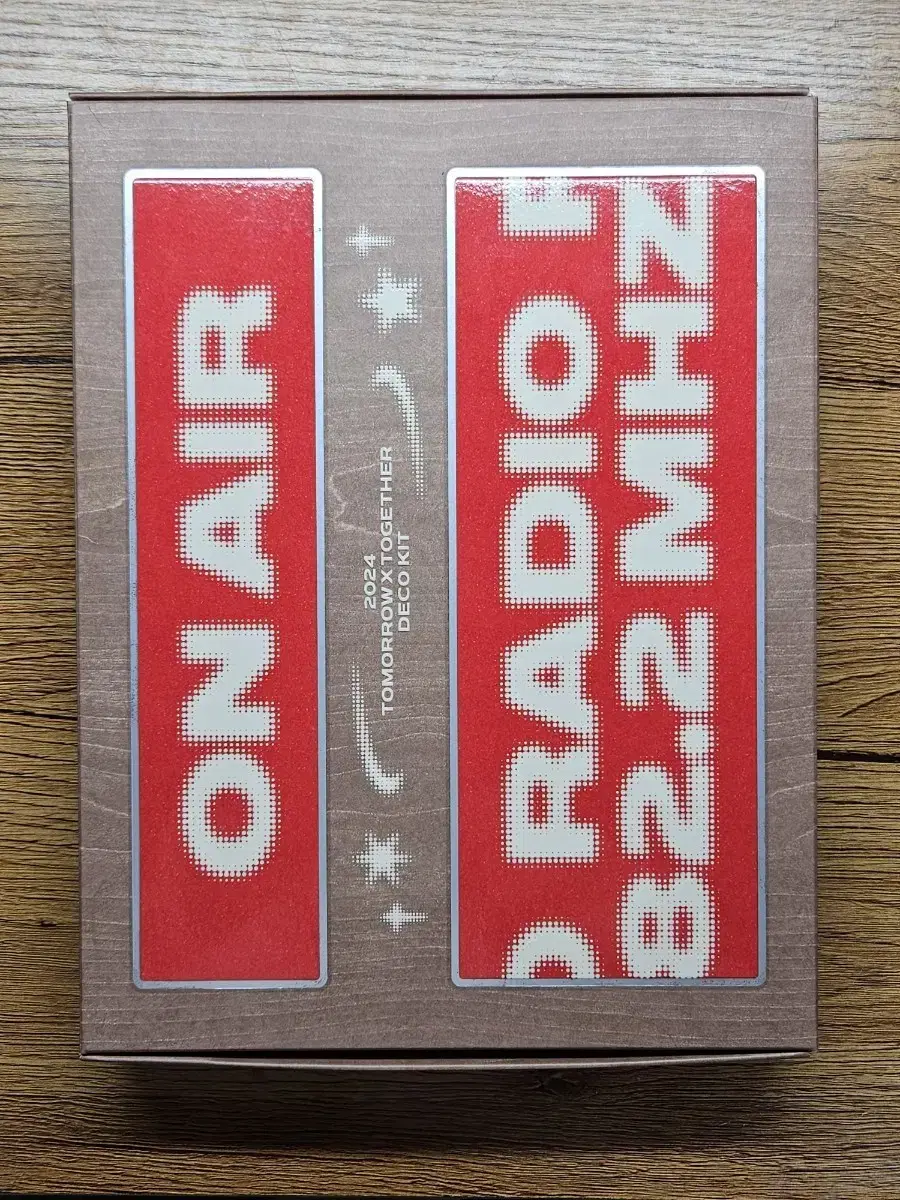 ON AIR
2024
TOMORROW X TOGETHER
DECO KIT
RADIO
82.2 MHZ